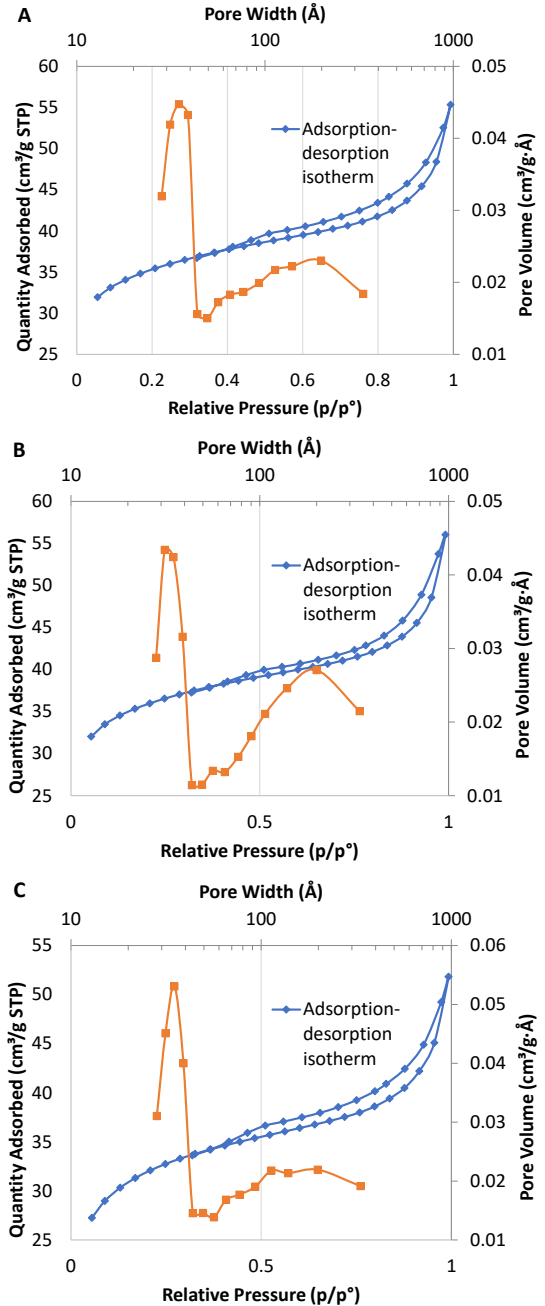 A
Pore Width (Å)
10 100 1000
60 0.05
55
50 0.04
45
40 0.03
35 0.02
30
25 0.01
Quantity Adsorbed (cm³/g STP)
Pore Volume (cm³/g·Å)
Adsorption-
desorption
isotherm
0 0.2 0.4 0.6 0.8 1
Relative Pressure (p/p°)
B
Pore Width (Å)
10 100 1000
60 0.05
55
50 0.04
45
40 0.03
35 0.02
30
25 0.01
Quantity Adsorbed (cm³/g STP)
Pore Volume (cm³/g·Å)
Adsorption-
desorption
isotherm
0 0.5 1
Relative Pressure (p/p°)
C
Pore Width (Å)
10 100 1000
55 0.06
50 0.05
45 0.04
40
35 0.03
30 0.02
25 0.01
Quantity Adsorbed (cm³/g STP)
Pore Volume (cm³/g·Å)
Adsorption-
desorption
isotherm
0 0.5 1
Relative Pressure (p/p°)